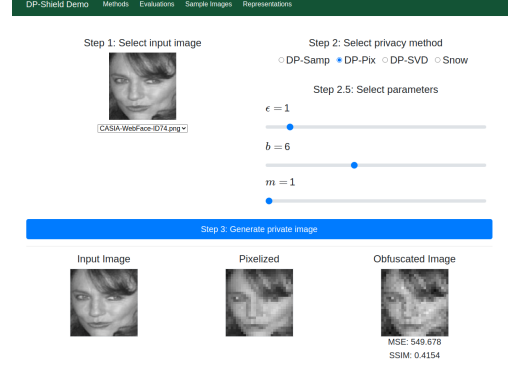 DP-Shield Demo Methods Evaluations Sample Images Representations
Step 1: Select input image
CASIA-WebFace-ID74.png
Step 2: Select privacy method
DP-Samp DP-Pix DP-SVD Snow
Step 2.5: Select parameters
ϵ = 1
b = 6
m = 1
Step 3: Generate private image
Input Image Pixelized Obfuscated Image
MSE: 549.678
SSIM: 0.4154